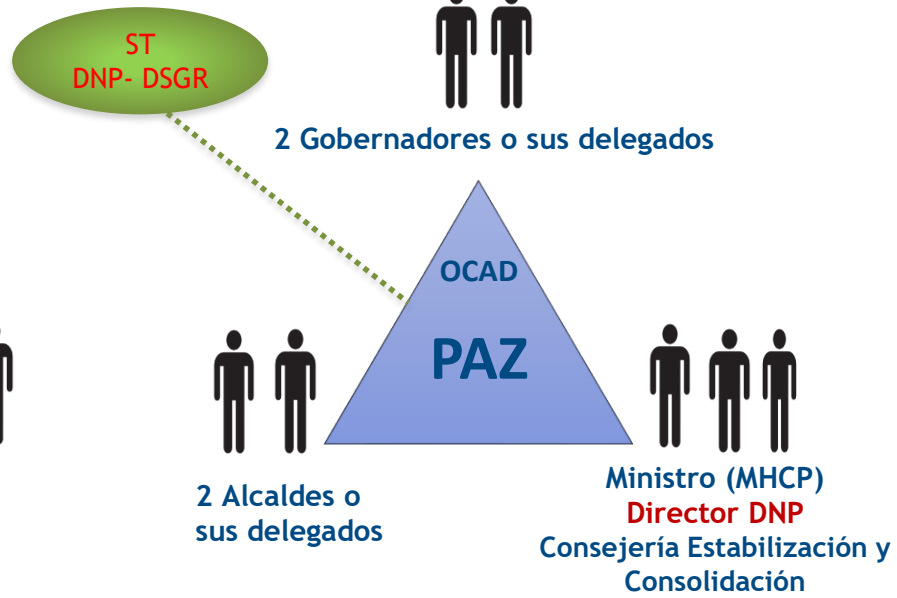 ST
DNP- DSGR
2 Gobernadores o sus delegados
OCAD
PAZ
2 Alcaldes o
sus delegados
Ministro (MHCP)
Director DNP
Consejería Estabilización y
Consolidación